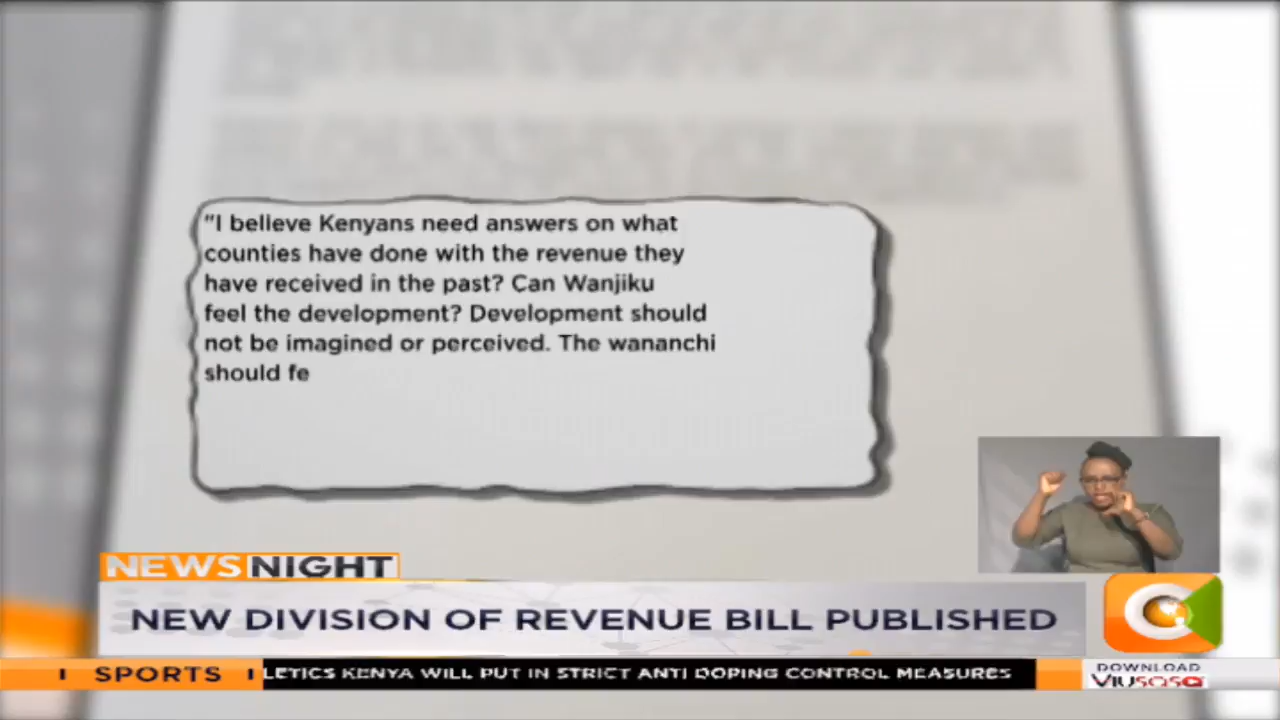 "I believe Kenyans need answers on what
counties have done with the revenue they
have received in the past? Can Wanjiku
feel the development? Development should
not be imagined or perceived. The wananchi
should fe
NEWSNIGHT
NEW DIVISION OF REVENUE BILL PUBLISHED
SPORTS
LETICS KENYA WILL PUT IN STRICT ANTI DOPING CONTROL MEASURES
DOWNLOAD
VIUSASA